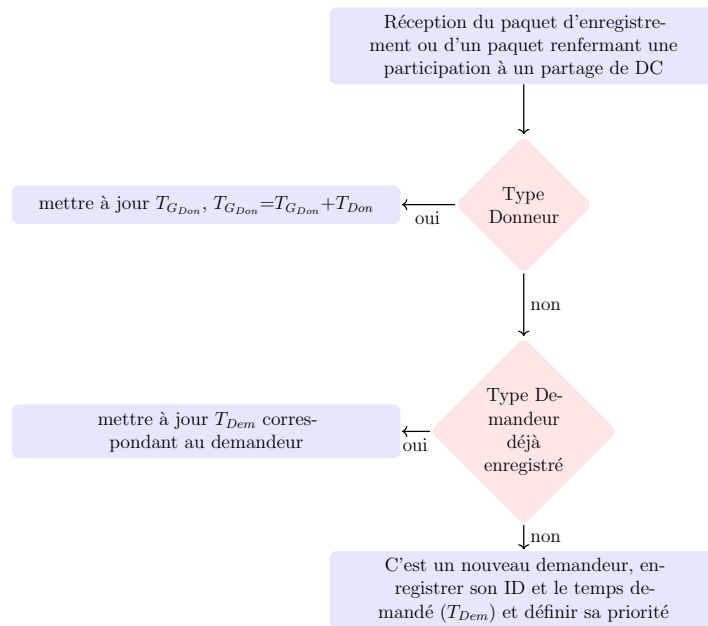 Réception du paquet d'enregistre-
ment ou d'un paquet renfermant une
participation à un partage de DC
Type
Donneur
oui
mettre à jour T_{G_{Don}}, T_{G_{Don}}=T_{G_{Don}}+T_{Don}
non
Type De-
mandeur
déjà
enregistré
oui
mettre à jour T_{Dem} corres-
pondant au demandeur
non
C'est un nouveau demandeur, en-
registrer son ID et le temps de-
mandé (T_{Dem}) et définir sa priorité